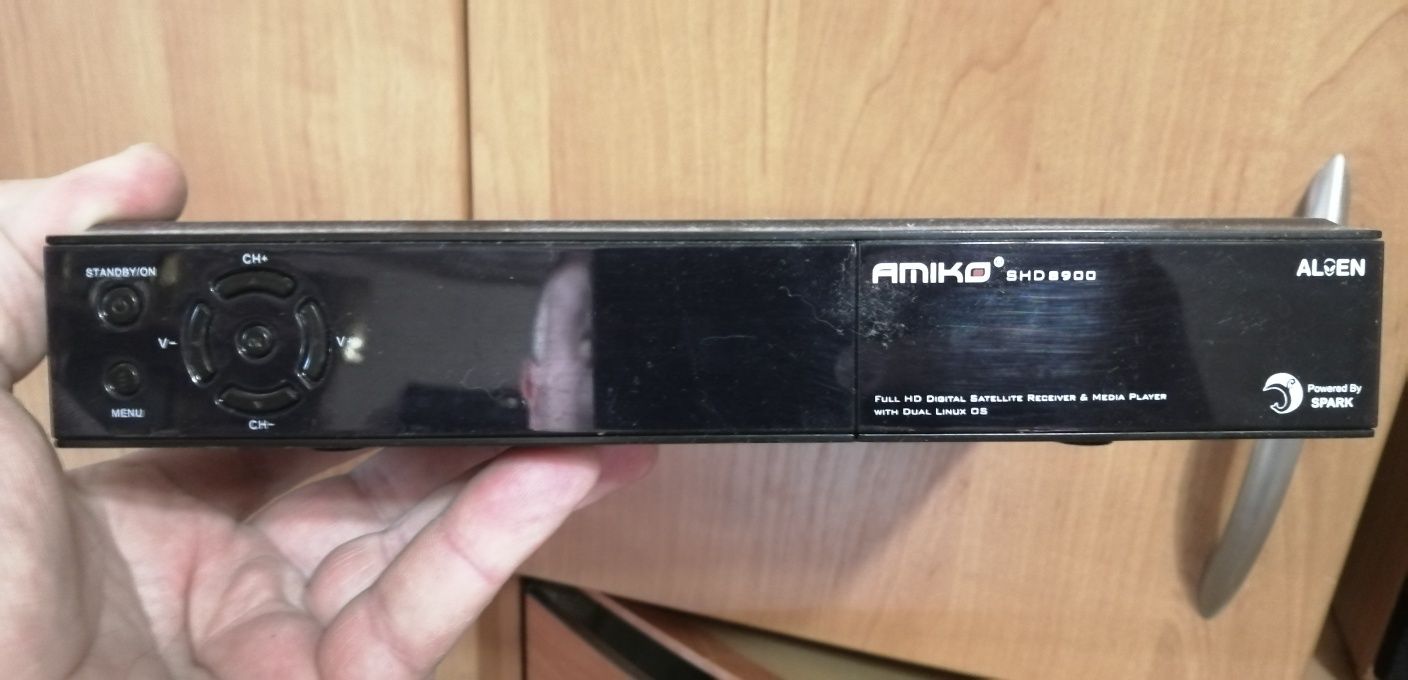 STANDBY/ON
CH+
V-
V+
MENU
CH-
AMIKO® SHD8900
ALIEN
FULL HD DIGITAL SATELLITE RECEIVER & MEDIA PLAYER
WITH DUAL LINUX OS
Powered By
SPARK